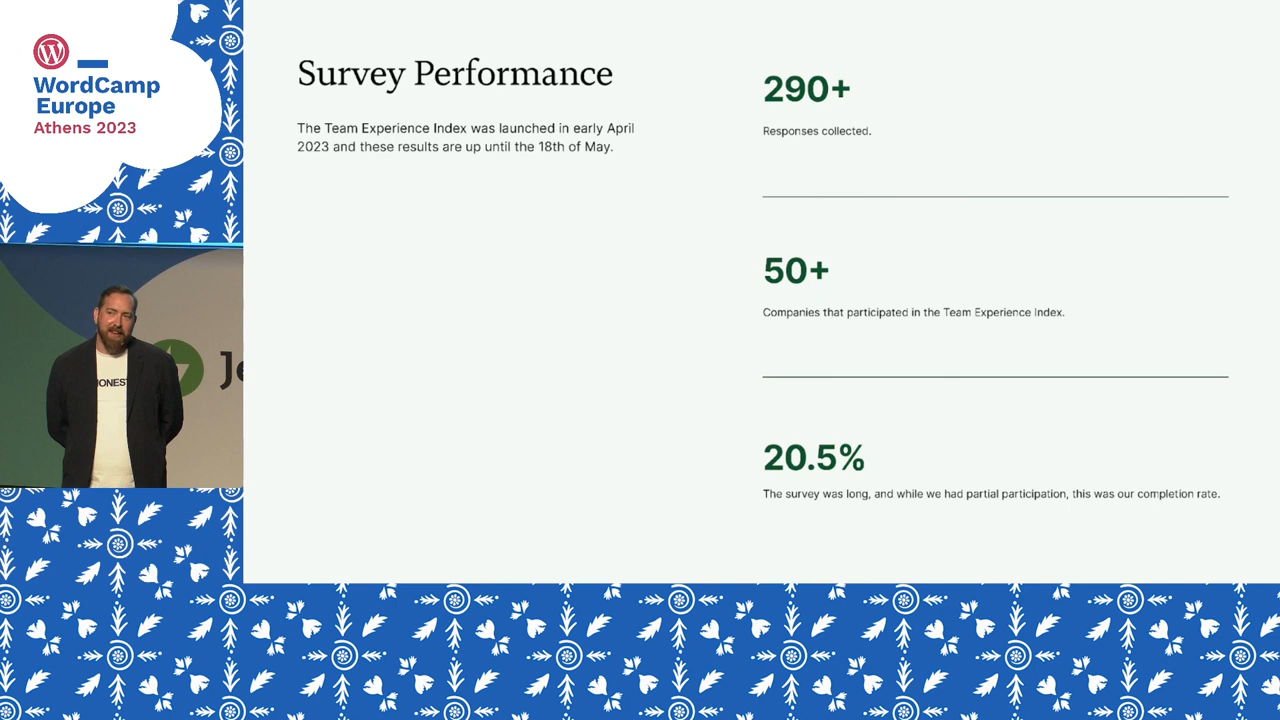 WordCamp
Europe
Athens 2023
Survey Performance
The Team Experience Index was launched in early April
2023 and these results are up until the 18th of May.
290+
Responses collected.
50+
Companies that participated in the Team Experience Index.
20.5%
The survey was long, and while we had partial participation, this was our completion rate.
Je